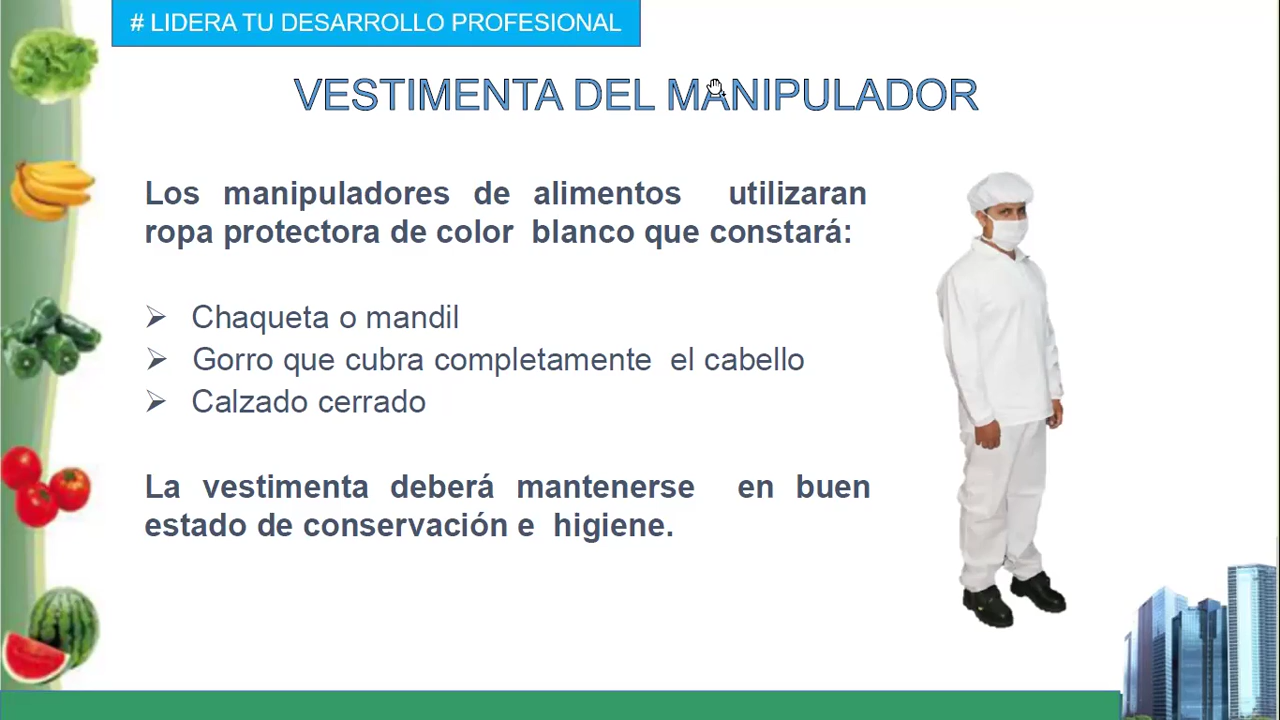 # LIDERA TU DESARROLLO PROFESIONAL
VESTIMENTA DEL MANIPULADOR
Los manipuladores de alimentos utilizaran
ropa protectora de color blanco que constará:
➢ Chaqueta o mandil
➢ Gorro que cubra completamente el cabello
➢ Calzado cerrado
La vestimenta deberá mantenerse en buen
estado de conservación e higiene.